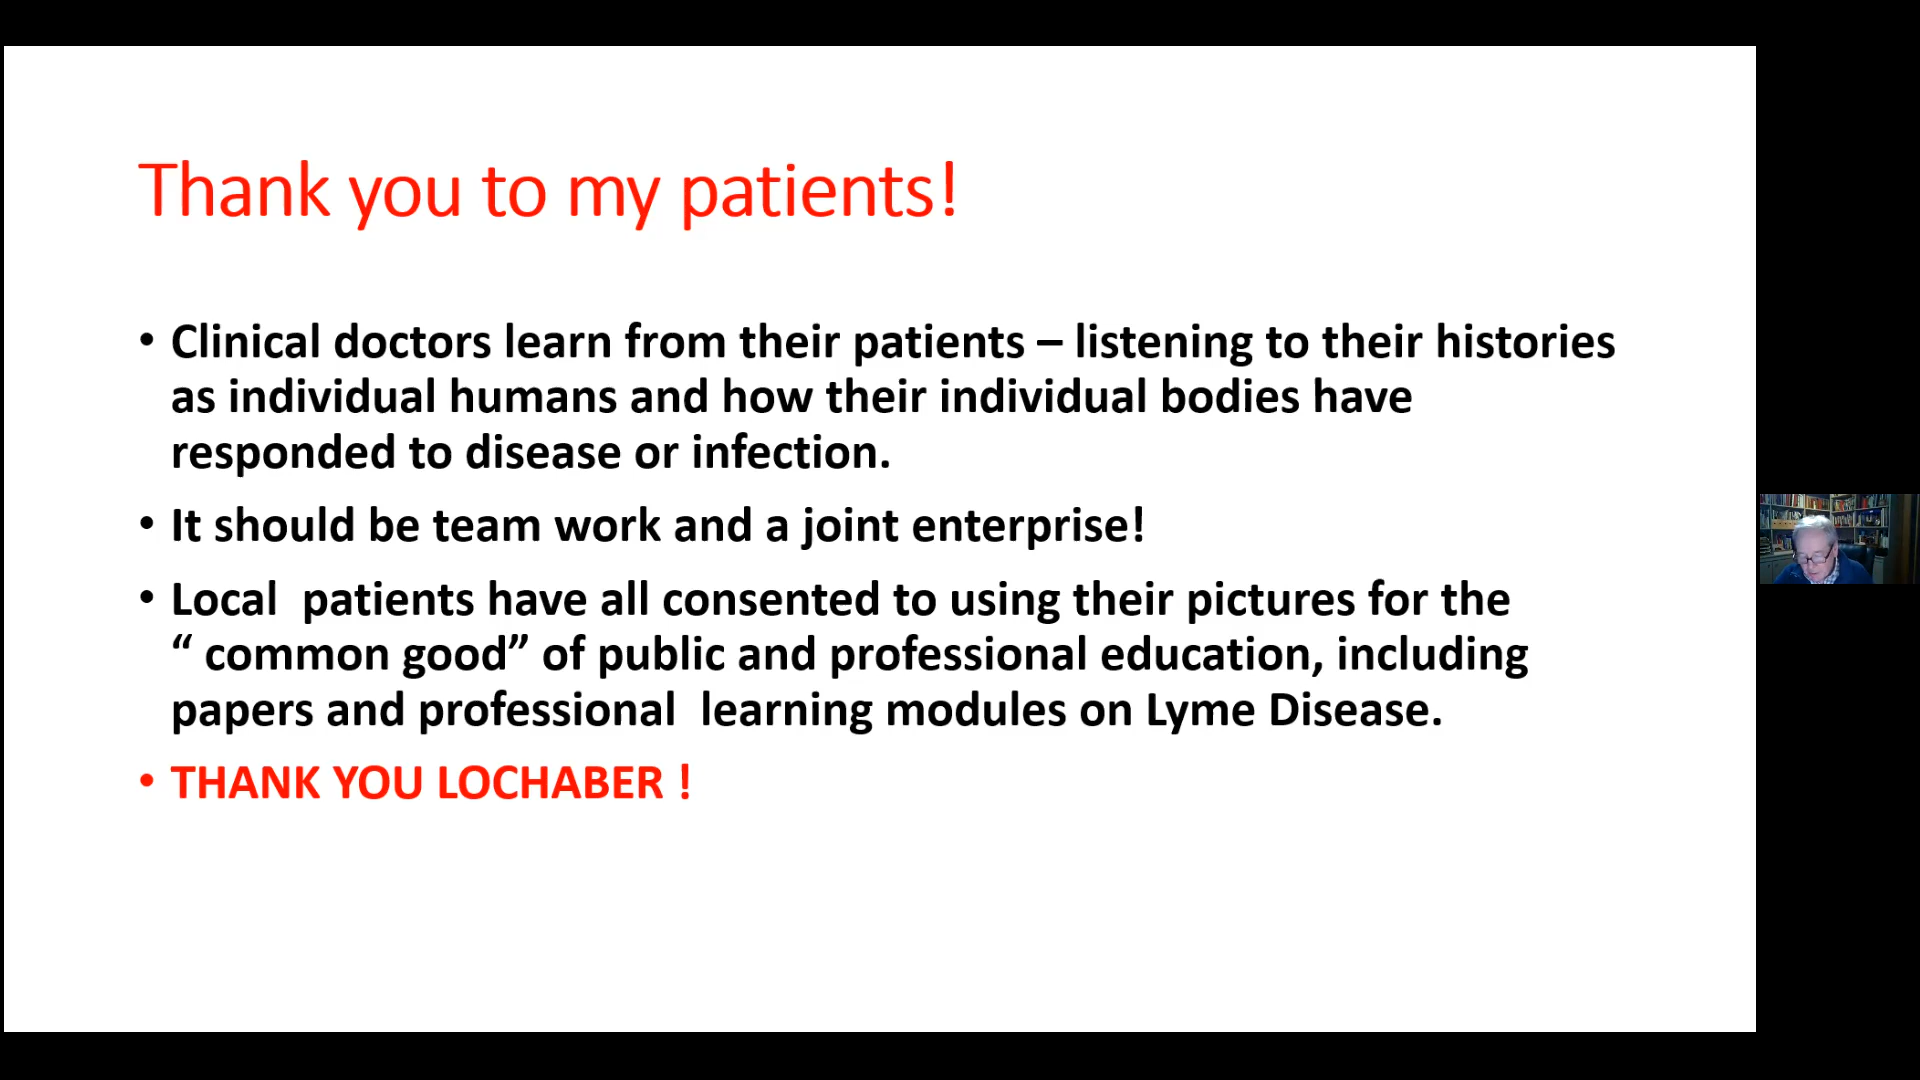 Thank you to my patients!
• Clinical doctors learn from their patients – listening to their histories
as individual humans and how their individual bodies have
responded to disease or infection.
• It should be team work and a joint enterprise!
• Local  patients have all consented to using their pictures for the
“ common good” of public and professional education, including
papers and professional  learning modules on Lyme Disease.
• THANK YOU LOCHABER !